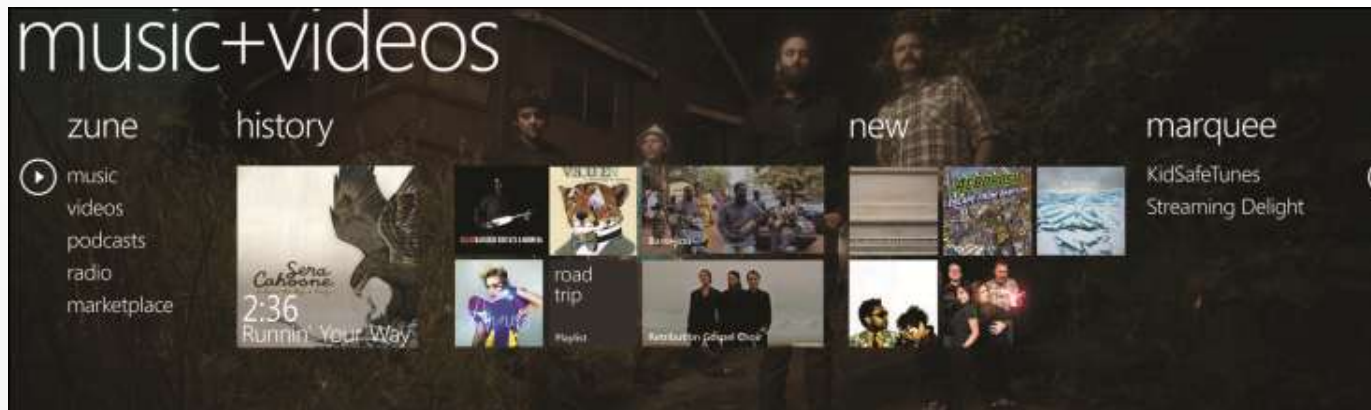 music+videos
zune
music
videos
podcasts
radio
marketplace
history
Sera
Cahoone
2:36
Runnin' Your Way
road
trip
Playlist
Retribution Gospel Choir
new
marquee
KidSafeTunes
Streaming Delight